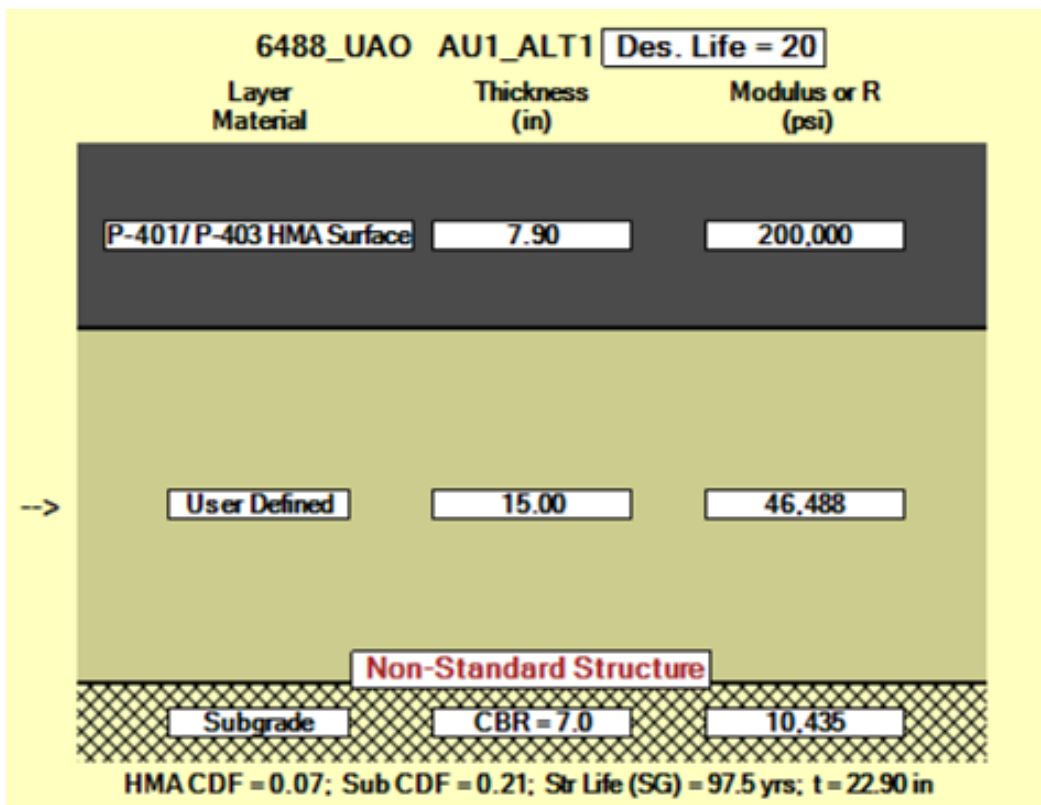 6488_UAO AU1_ALT1 Des. Life = 20
Layer Material Thickness (in) Modulus or R (psi)
P-401/ P-403 HMA Surface 7.90 200,000
--> User Defined 15.00 46,488
Non-Standard Structure
Subgrade CBR = 7.0 10,435
HMA CDF = 0.07; Sub CDF = 0.21; Str Life (SG) = 97.5 yrs; t = 22.90 in